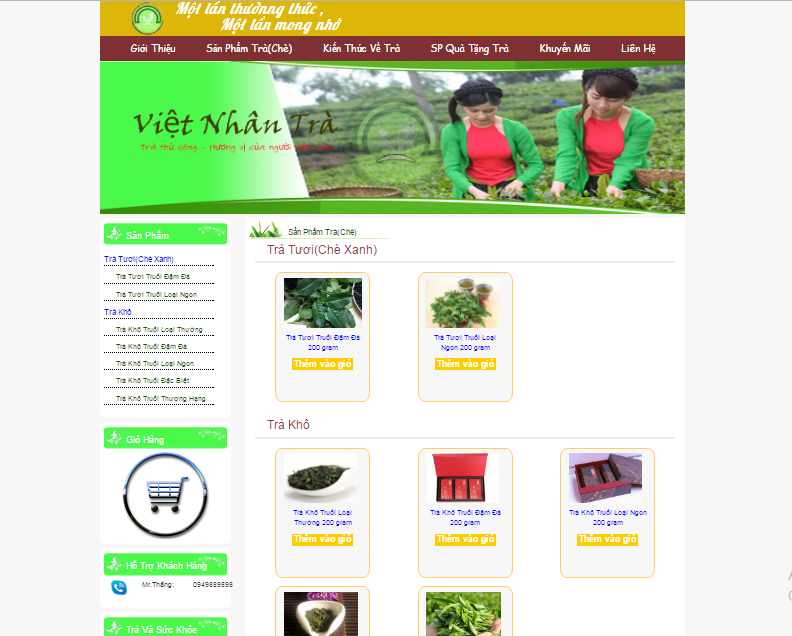 Một lần thưởnng thức ,
Một lần mong nhớ
Giới Thiệu
Sản Phẩm Trà(Chè)
Kiến Thức Về Trà
SP Quà Tặng Trà
Khuyến Mãi
Liên Hệ
Việt Nhân Trà
Trà thủ công - hương vị của người
Sản Phẩm
Trà Tươi(Chè Xanh)
Trà Tươi Truồi Đậm Đà
Trà Tươi Truồi Loại Ngon
Trà Khô
Trà Khô Truồi Loại Thường
Trà Khô Truồi Đậm Đà
Trà Khô Truồi Loại Ngon
Trà Khô Truồi Đặc Biệt
Trà Khô Truồi Thượng Hạng
Giỏ Hàng
Hỗ Trợ Khách Hàng
Mr.Thắng: 0949889598
Trà Và Sức Khỏe
Sản Phẩm Trà(Chè)
Trà Tươi(Chè Xanh)
Trà Tươi Truồi Đậm Đà
200 gram
Thêm vào giỏ
Trà Tươi Truồi Loại
Ngon 200 gram
Thêm vào giỏ
Trà Khô
Trà Khô Truồi Loại
Thường 200 gram
Thêm vào giỏ
Trà Khô Truồi Đậm Đà
200 gram
Thêm vào giỏ
Trà Khô Truồi Loại Ngon
200 gram
Thêm vào giỏ